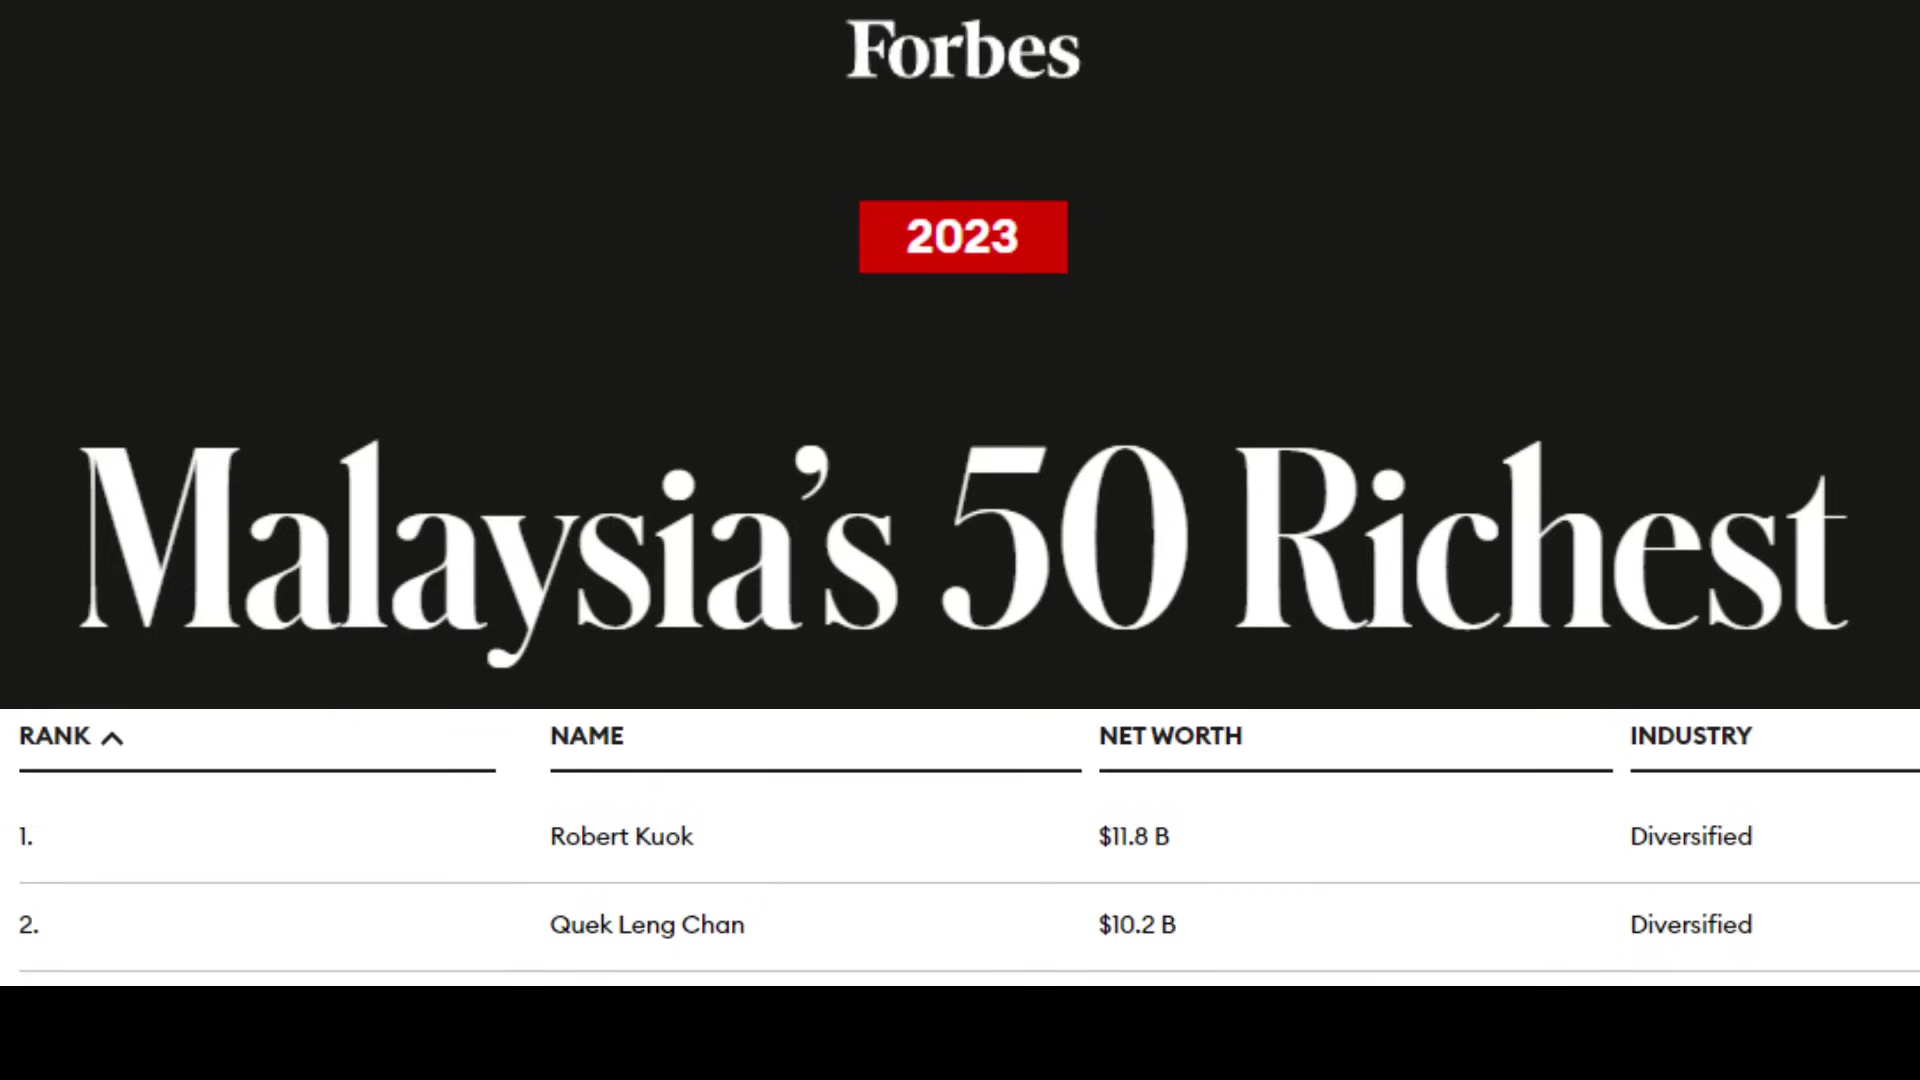 Forbes
2023
Malaysia’s 50 Richest
RANK NAME NET WORTH INDUSTRY
1. Robert Kuok $11.8 B Diversified
2. Quek Leng Chan $10.2 B Diversified